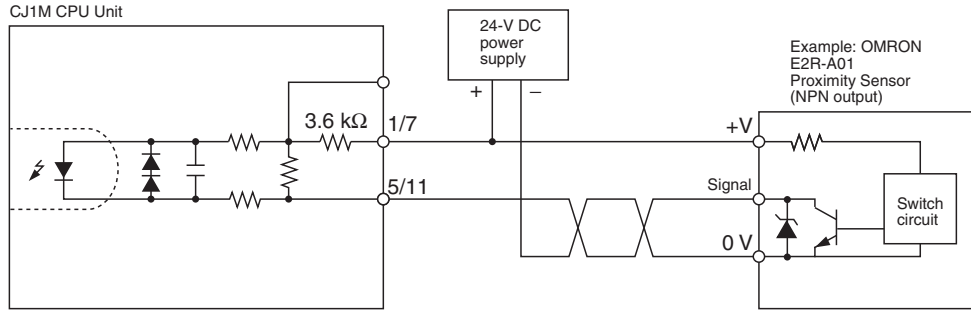 CJ1M CPU Unit
24-V DC
power
supply
+
−
Example: OMRON
E2R-A01
Proximity Sensor
(NPN output)
3.6 kΩ
1/7
+V
5/11
Signal
Switch
circuit
0 V